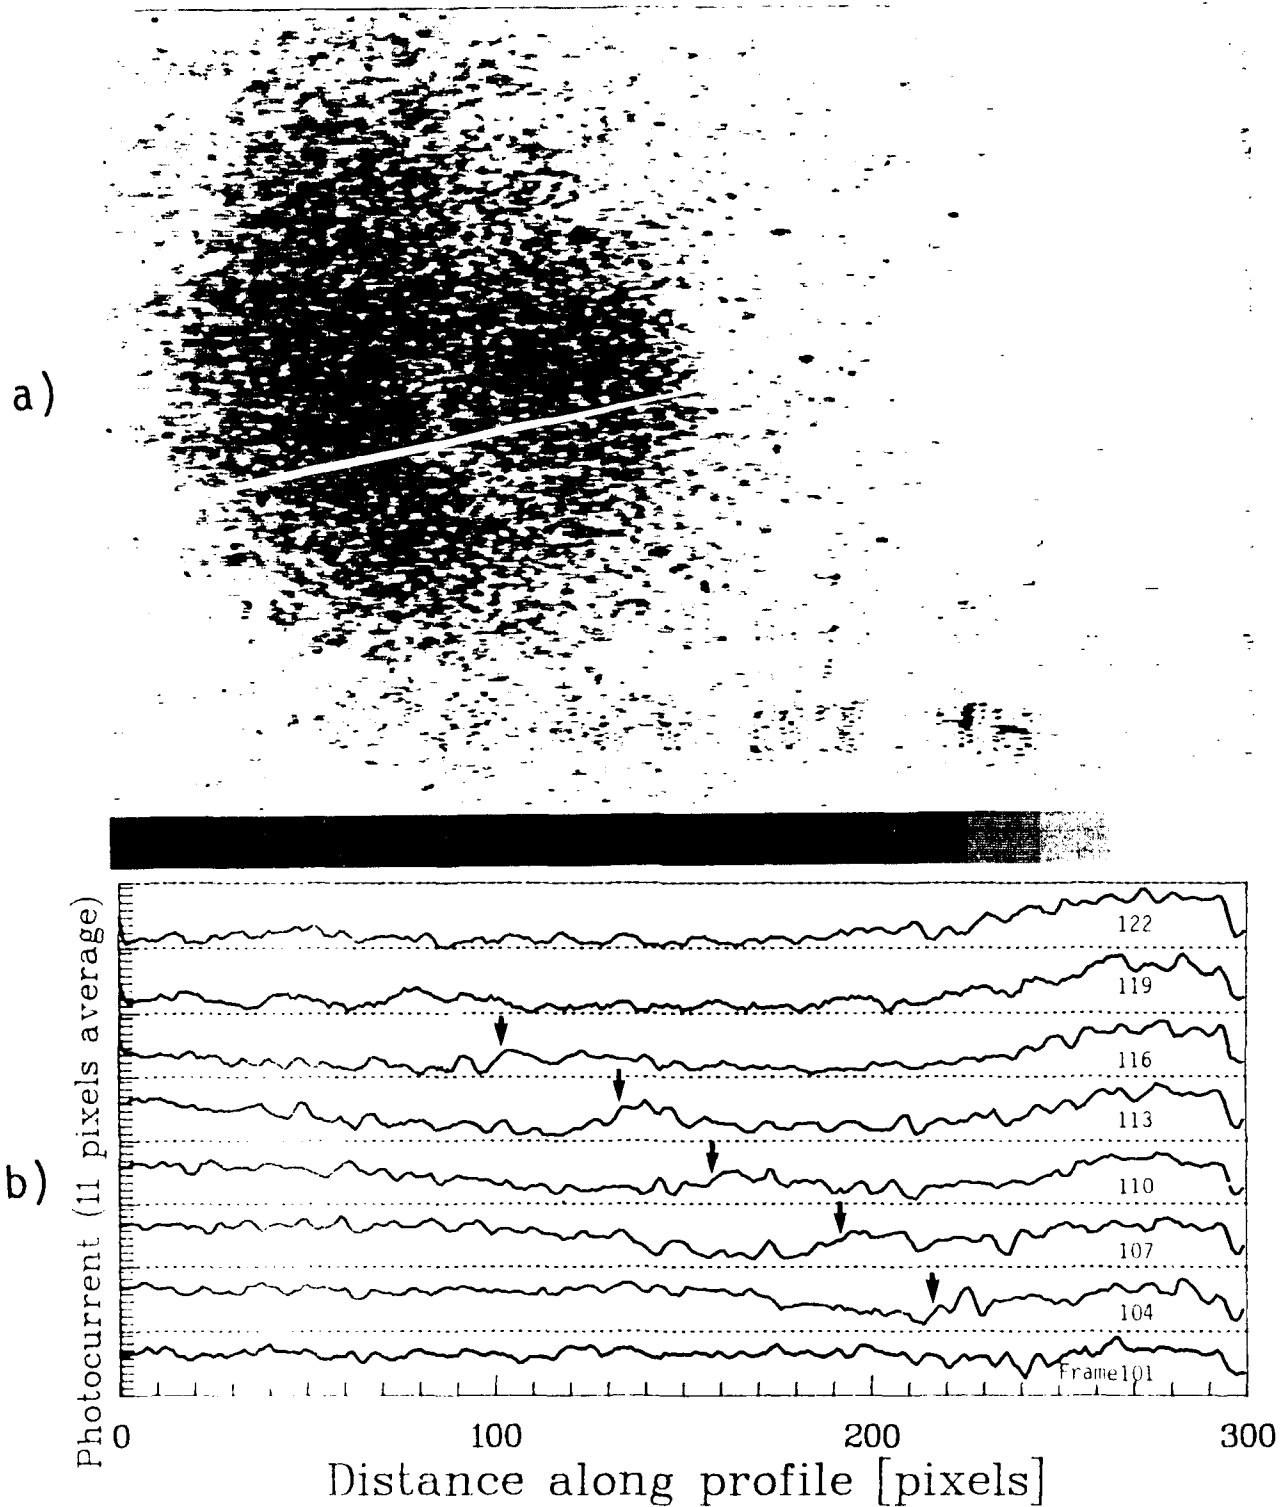 a)
b)
Photocurrent (11 pixels average)
122
119
116
113
110
107
104
Frame101
0 100 200 300
Distance along profile [pixels]